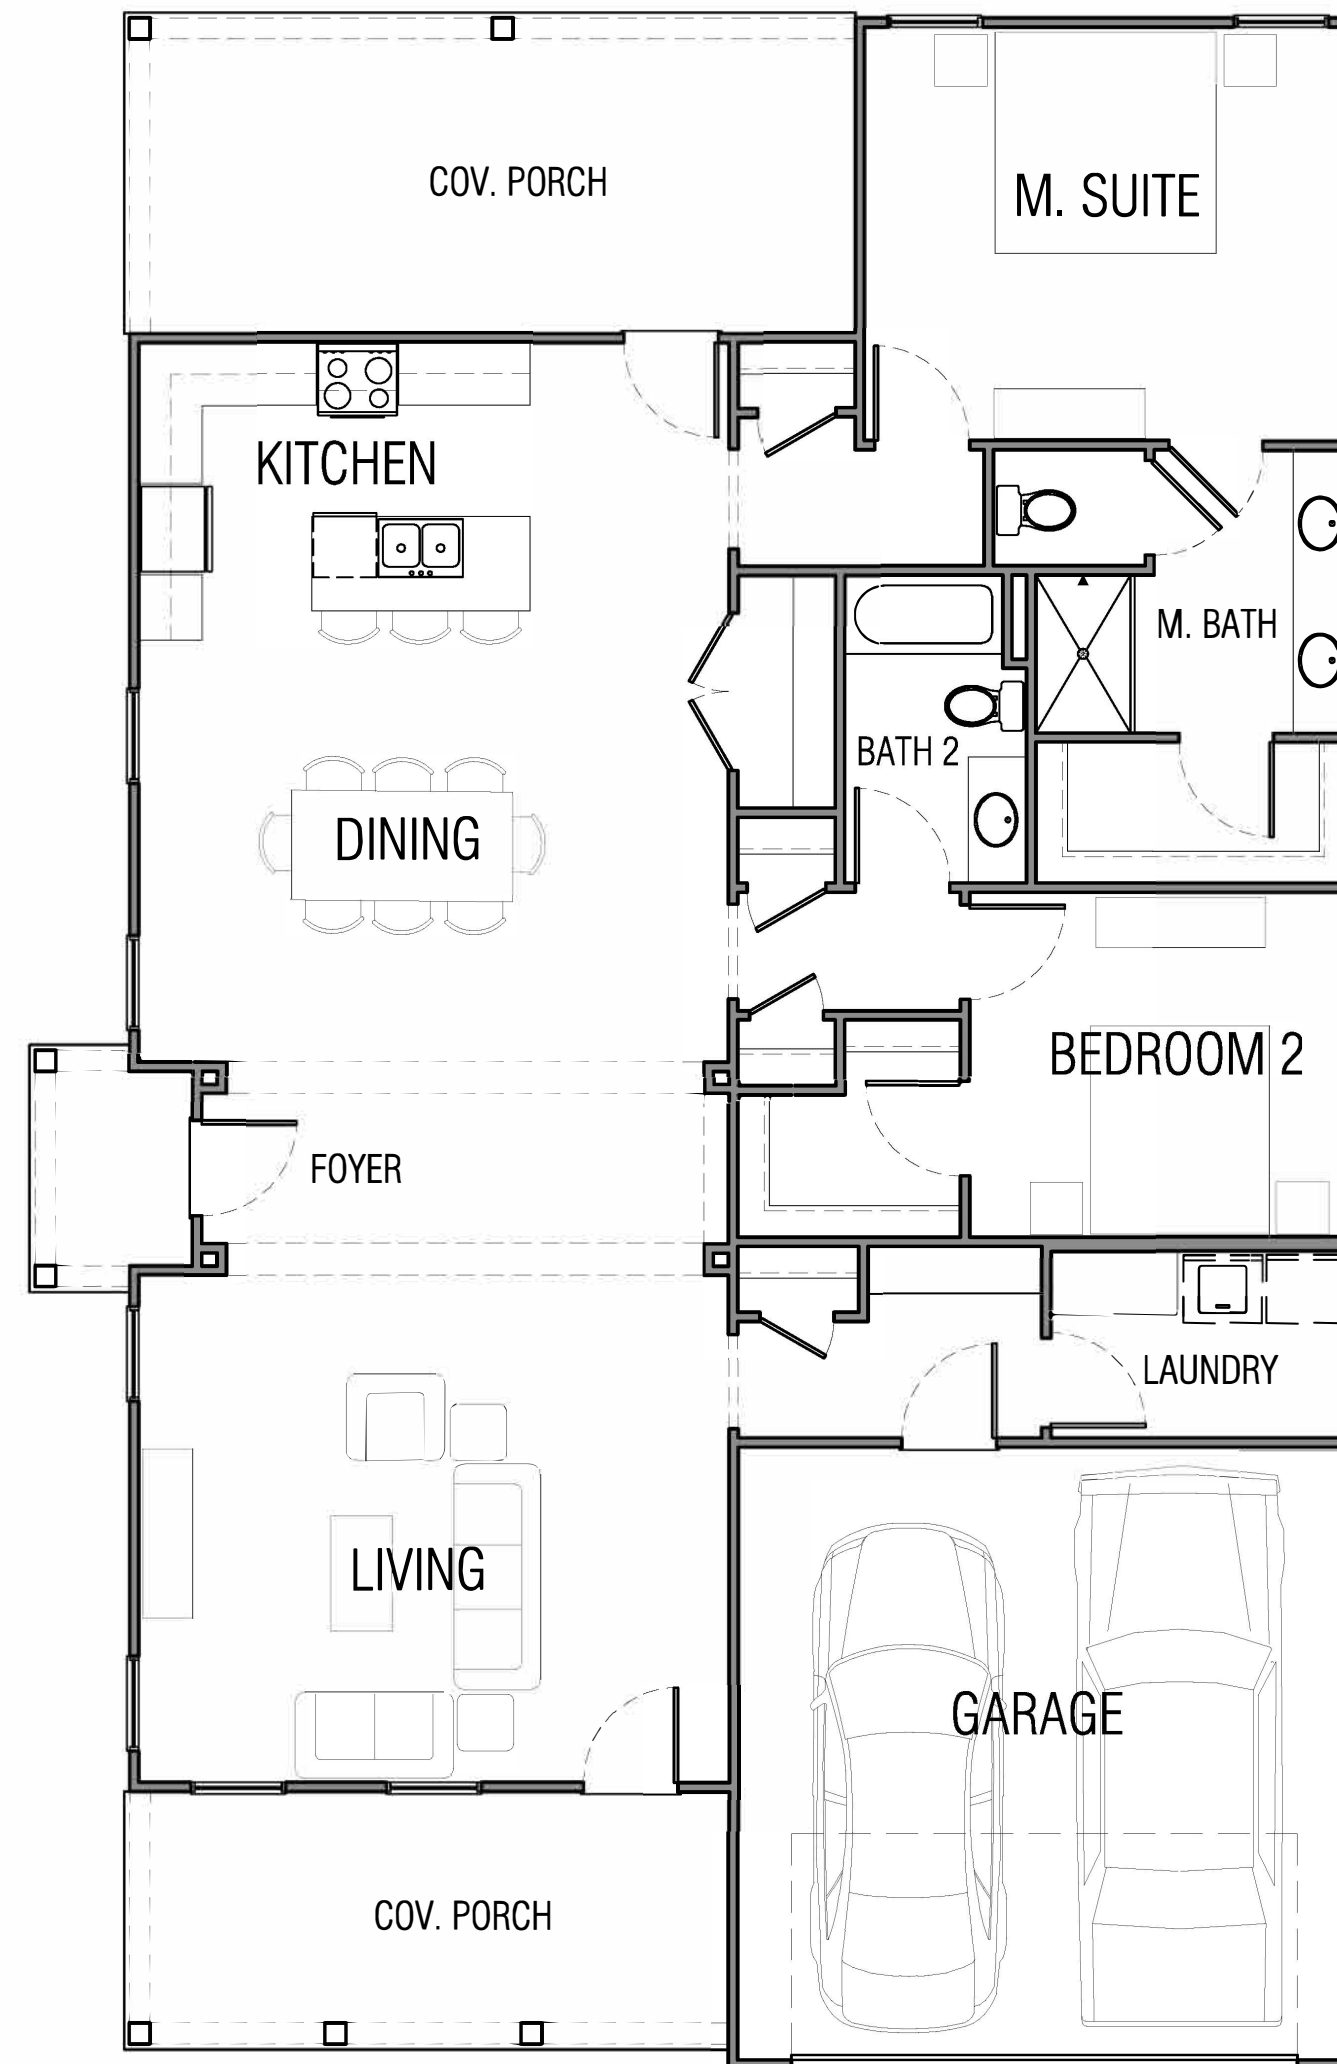 COV. PORCH
M. SUITE
KITCHEN
M. BATH
BATH 2
DINING
BEDROOM 2
FOYER
LAUNDRY
LIVING
GARAGE
COV. PORCH